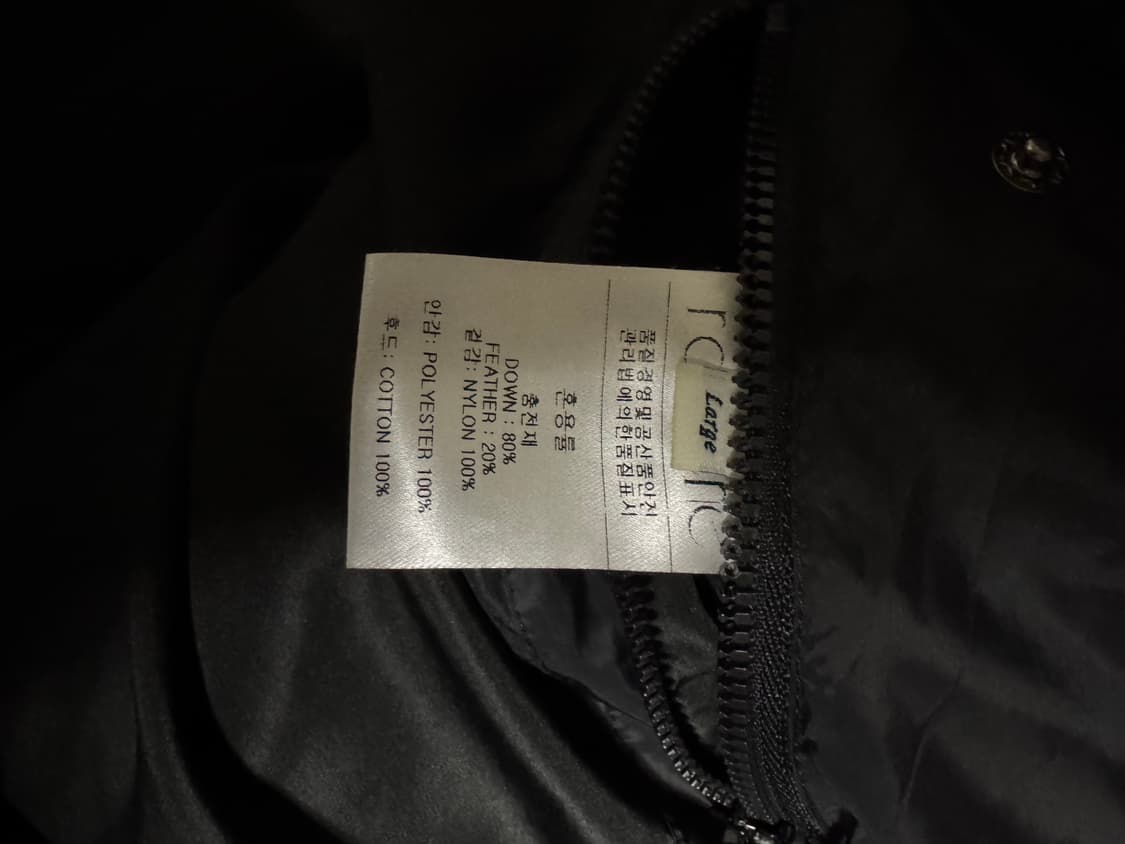 Large
품질경영및공산품안전
관리법에의한품질표시
혼용률
충전재
DOWN : 80%
FEATHER : 20%
겉감: NYLON 100%
안감: POLYESTER 100%
후드: COTTON 100%